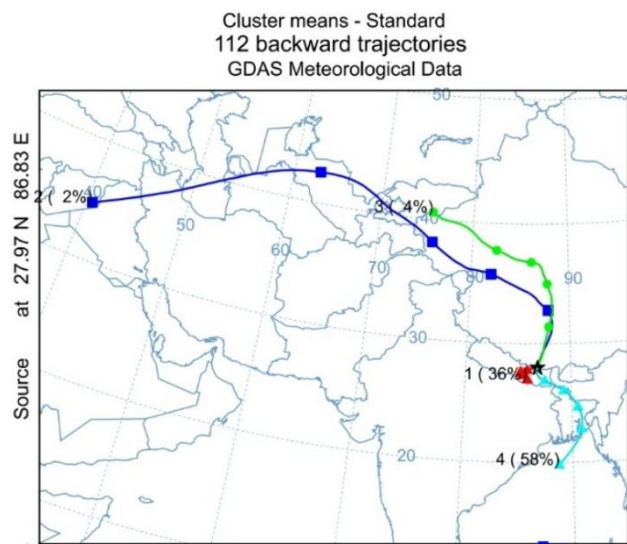 Cluster means - Standard
112 backward trajectories
GDAS Meteorological Data
Source at 27.97 N 86.83 E
50
2 ( 2%)
3 ( 4%)
40
50
60
70
80
90
30
1 ( 36%)
20
4 ( 58%)